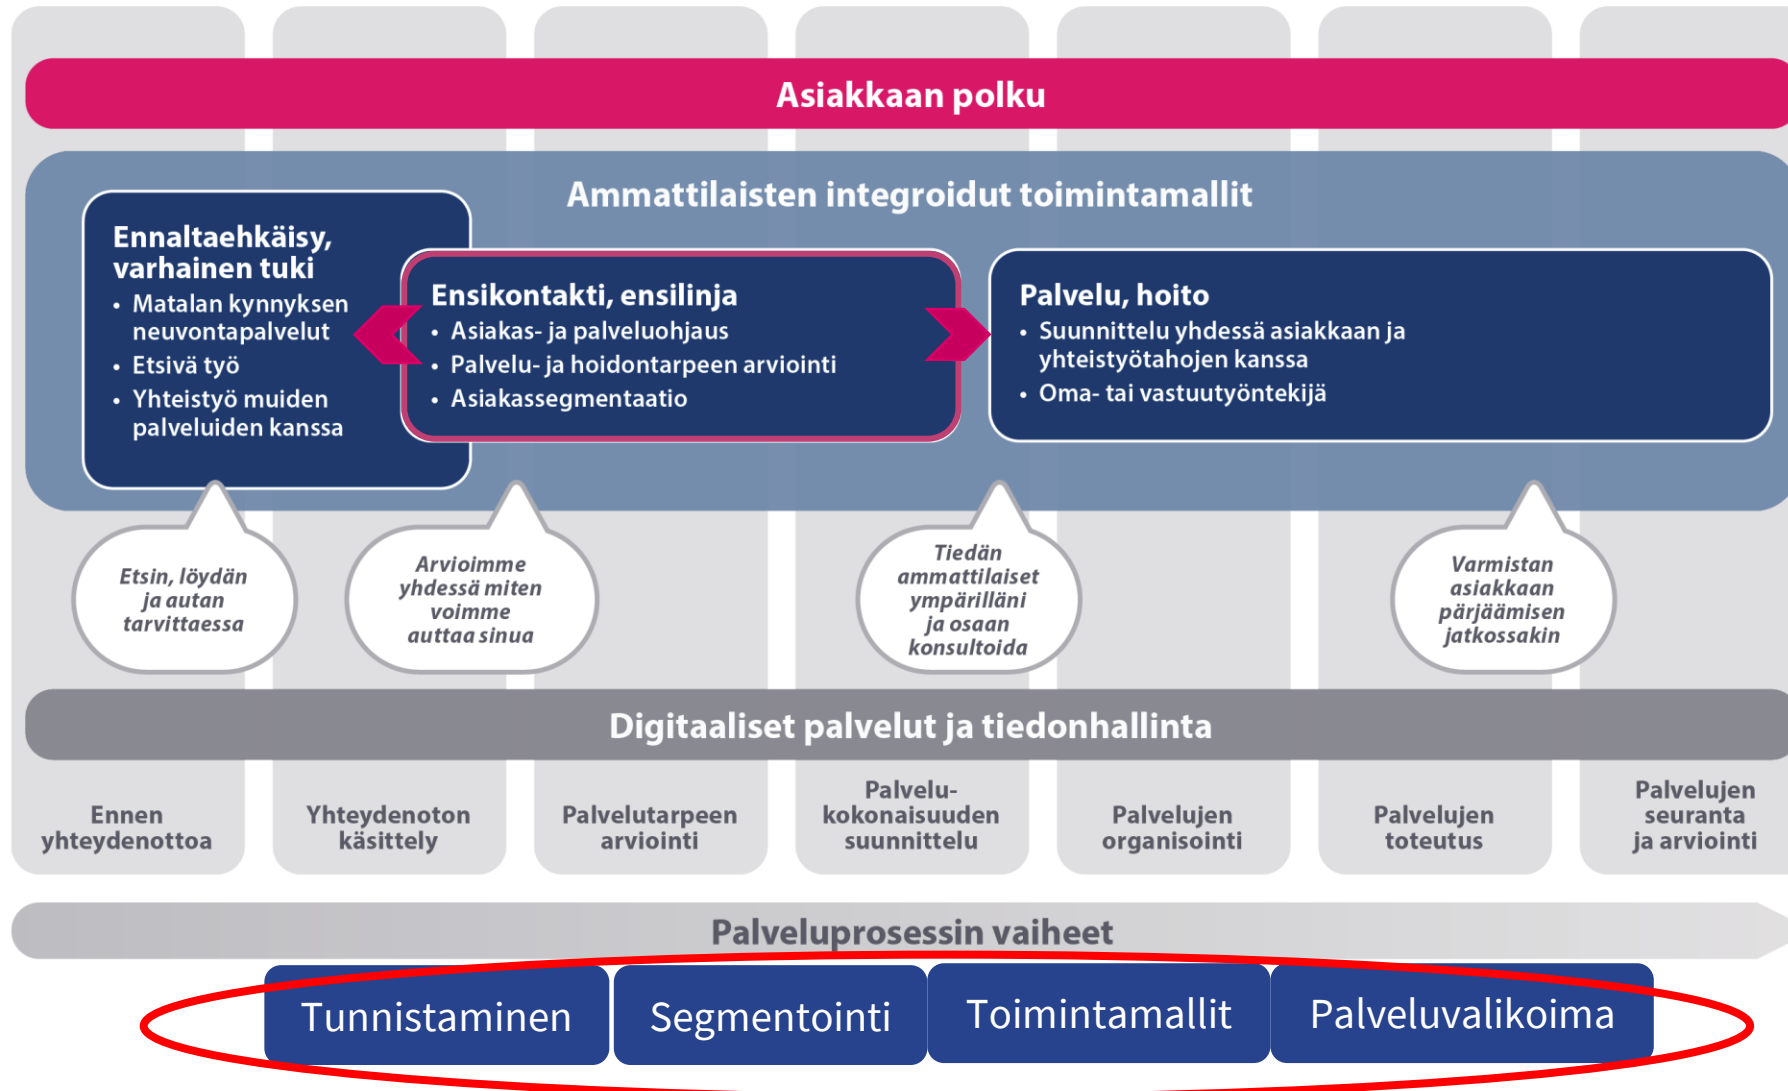 Asiakkaan polku
Ammattilaisten integroidut toimintamallit
Ennaltaehkäisy,
varhainen tuki
• Matalan kynnyksen
neuvontapalvelut
• Etsivä työ
• Yhteistyö muiden
palveluiden kanssa
Ensikontakti, ensilinja
• Asiakas- ja palveluohjaus
• Palvelu- ja hoidontarpeen arviointi
• Asiakassegmentaatio
Palvelu, hoito
• Suunnittelu yhdessä asiakkaan ja
yhteistyötahojen kanssa
• Oma- tai vastuutyöntekijä
Etsin, löydän
ja autan
tarvittaessa
Arvioimme
yhdessä miten
voimme
auttaa sinua
Tiedän
ammattilaiset
ympärilläni
ja osaan
konsultoida
Varmistan
asiakkaan
pärjäämisen
jatkossakin
Digitaaliset palvelut ja tiedonhallinta
Ennen
yhteydenottoa
Yhteydenoton
käsittely
Palvelutarpeen
arviointi
Palvelu-
kokonaisuuden
suunnittelu
Palvelujen
organisointi
Palvelujen
toteutus
Palvelujen
seuranta
ja arviointi
Palveluprosessin vaiheet
Tunnistaminen
Segmentointi
Toimintamallit
Palveluvalikoima